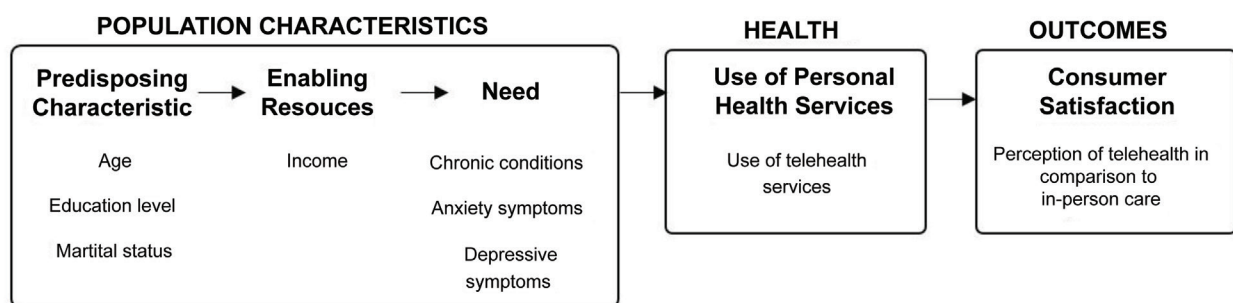 POPULATION CHARACTERISTICS
Predisposing
Characteristic
Age
Education level
Martital status
Enabling
Resouces
Income
Need
Chronic conditions
Anxiety symptoms
Depressive
symptoms
HEALTH
Use of Personal
Health Services
Use of telehealth
services
OUTCOMES
Consumer
Satisfaction
Perception of telehealth in
comparison to
in-person care